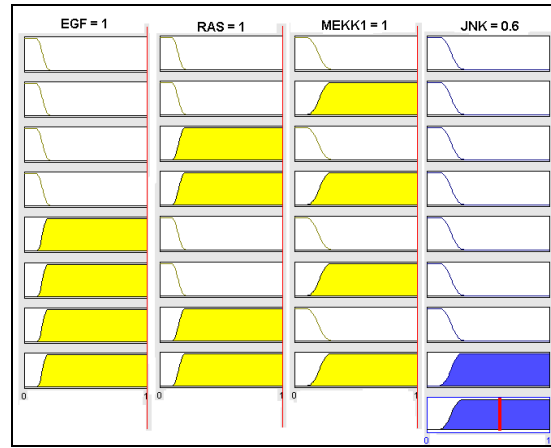 EGF = 1 RAS = 1 MEKK1 = 1 JNK = 0.6
0 1 0 1 0 1
0 1